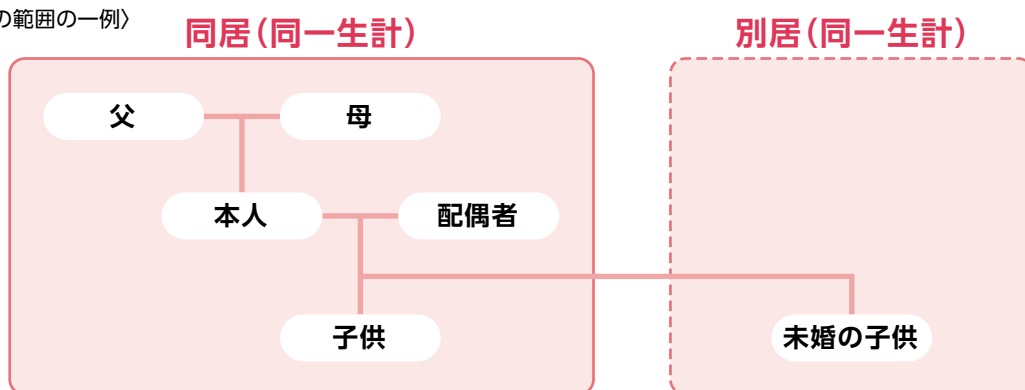 の範囲の一例〉
同居(同一生計)
別居(同一生計)
父
母
本人
配偶者
子供
未婚の子供